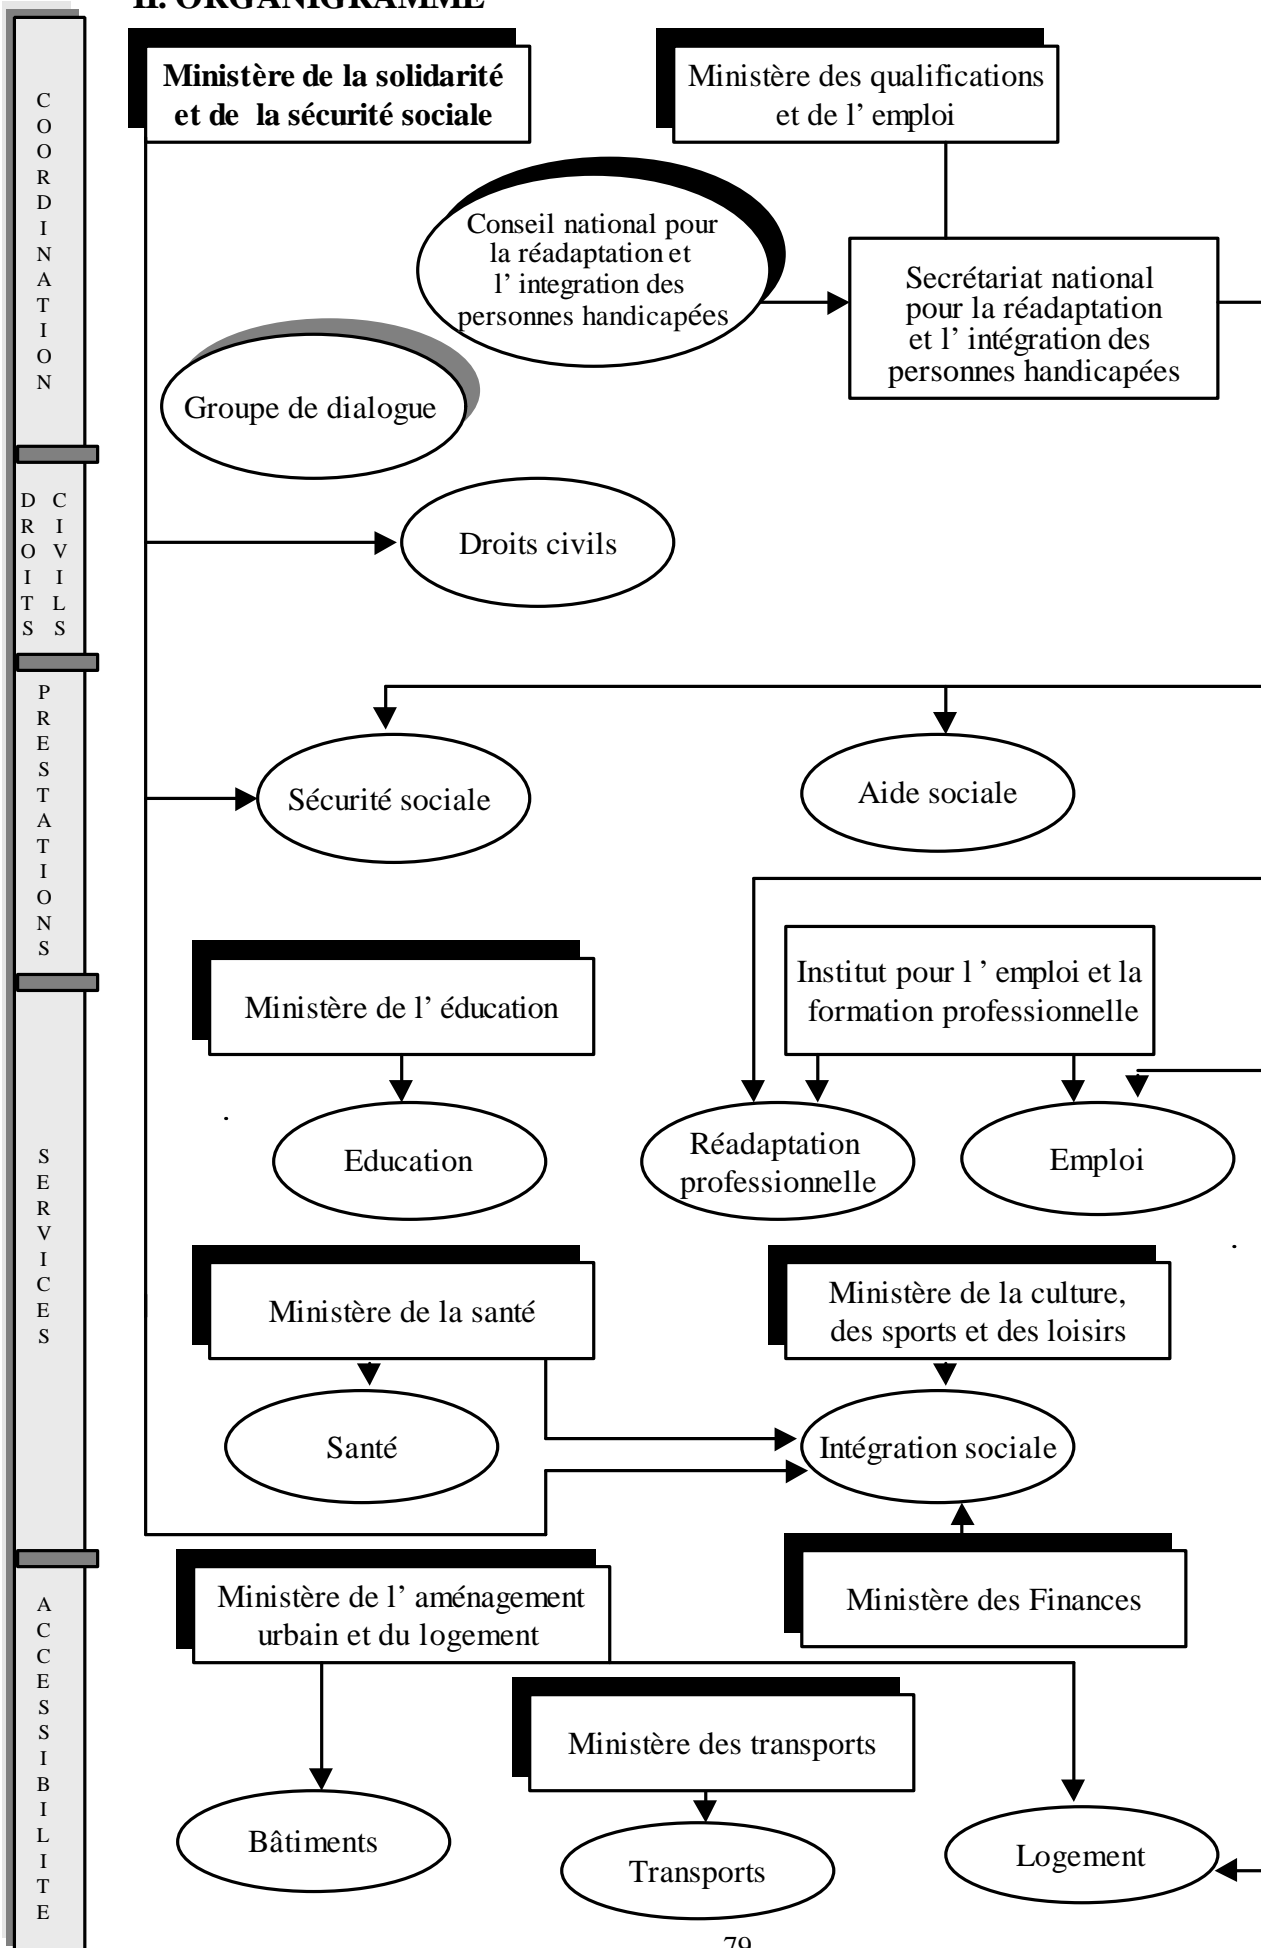 II. ORGANIGRAMME
COORDINATION
Ministère de la solidarité
et de la sécurité sociale
Ministère des qualifications
et de l’ emploi
Conseil national pour
la réadaptation et
l’ integration des
personnes handicapées
Secrétariat national
pour la réadaptation
et l’ intégration des
personnes handicapées
Groupe de dialogue
DROITS
CIVILS
Droits civils
PRESTATIONS
Sécurité sociale
Aide sociale
SERVICES
Ministère de l’ éducation
Institut pour l ’ emploi et la
formation professionnelle
Education
Réadaptation
professionnelle
Emploi
Ministère de la santé
Ministère de la culture,
des sports et des loisirs
Santé
Intégration sociale
ACCESSIBILITE
Ministère de l’ aménagement
urbain et du logement
Ministère des Finances
Ministère des transports
Bâtiments
Transports
Logement
79